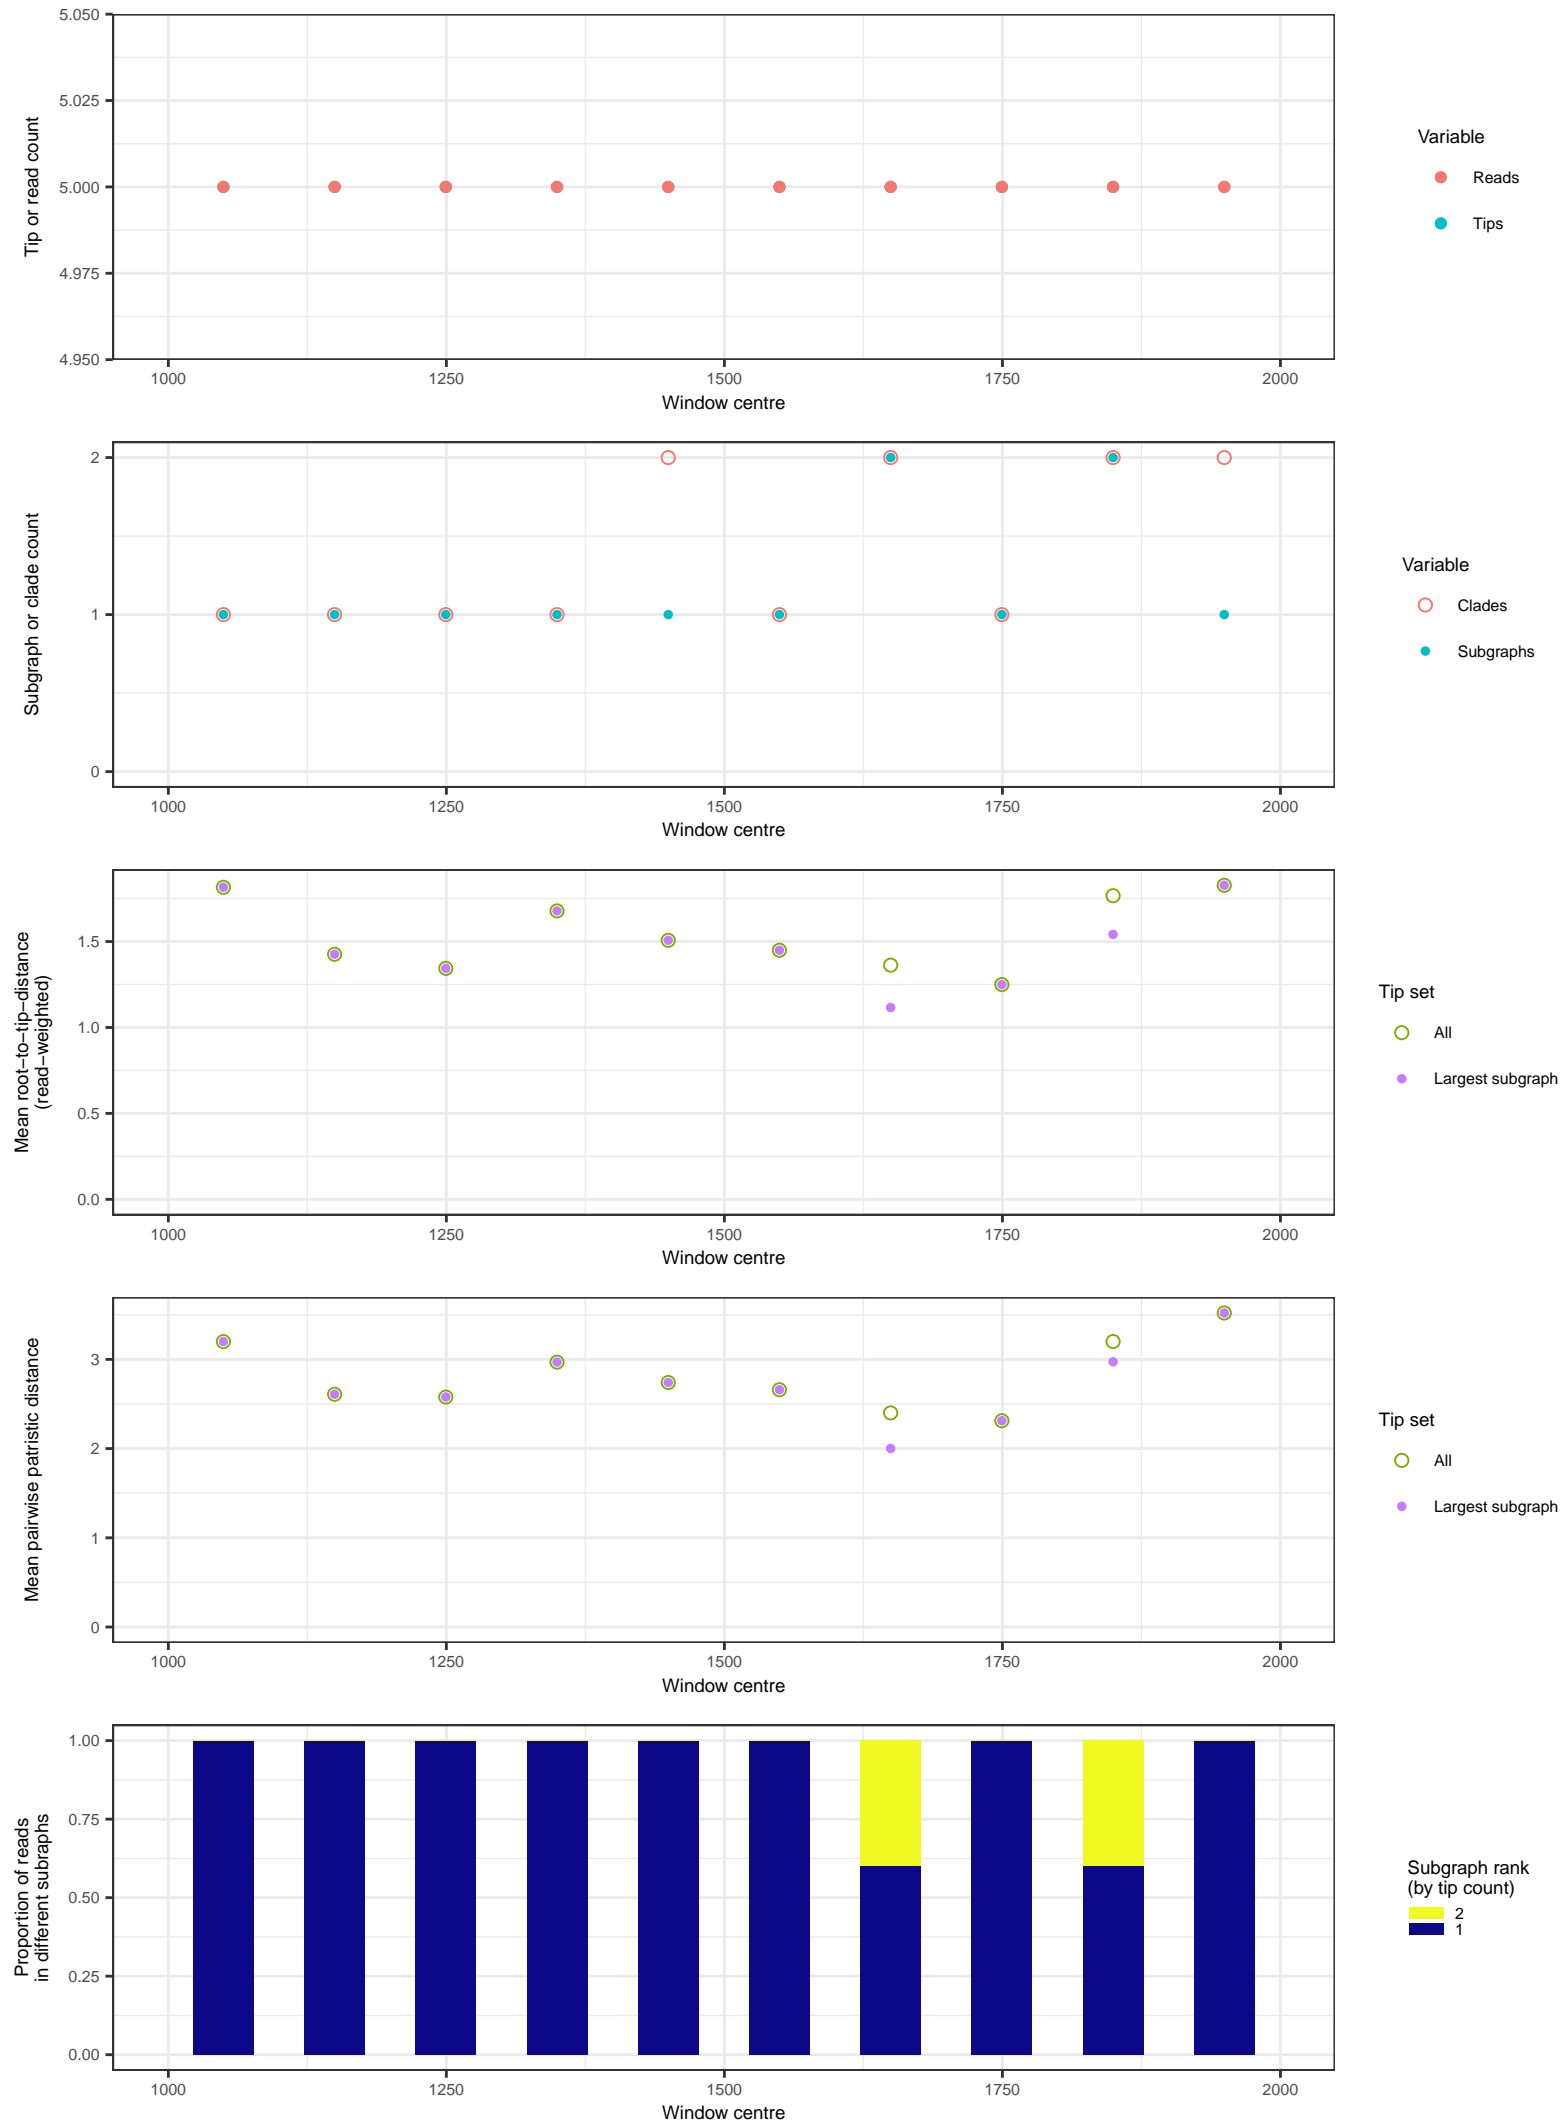 5.050
5.025
5.000
4.975
4.950
Tip or read count
1000 1250 1500 1750 2000
Window centre
Variable
Reads
Tips
2
1
0
Subgraph or clade count
1000 1250 1500 1750 2000
Window centre
Variable
Clades
Subgraphs
1.5
1.0
0.5
0.0
Mean root−to−tip−distance
(read−weighted)
1000 1250 1500 1750 2000
Window centre
Tip set
All
Largest subgraph
3
2
1
0
Mean pairwise patristic distance
1000 1250 1500 1750 2000
Window centre
Tip set
All
Largest subgraph
1.00
0.75
0.50
0.25
0.00
Proportion of reads
in different subraphs
1000 1250 1500 1750 2000
Window centre
Subgraph rank
(by tip count)
2
1